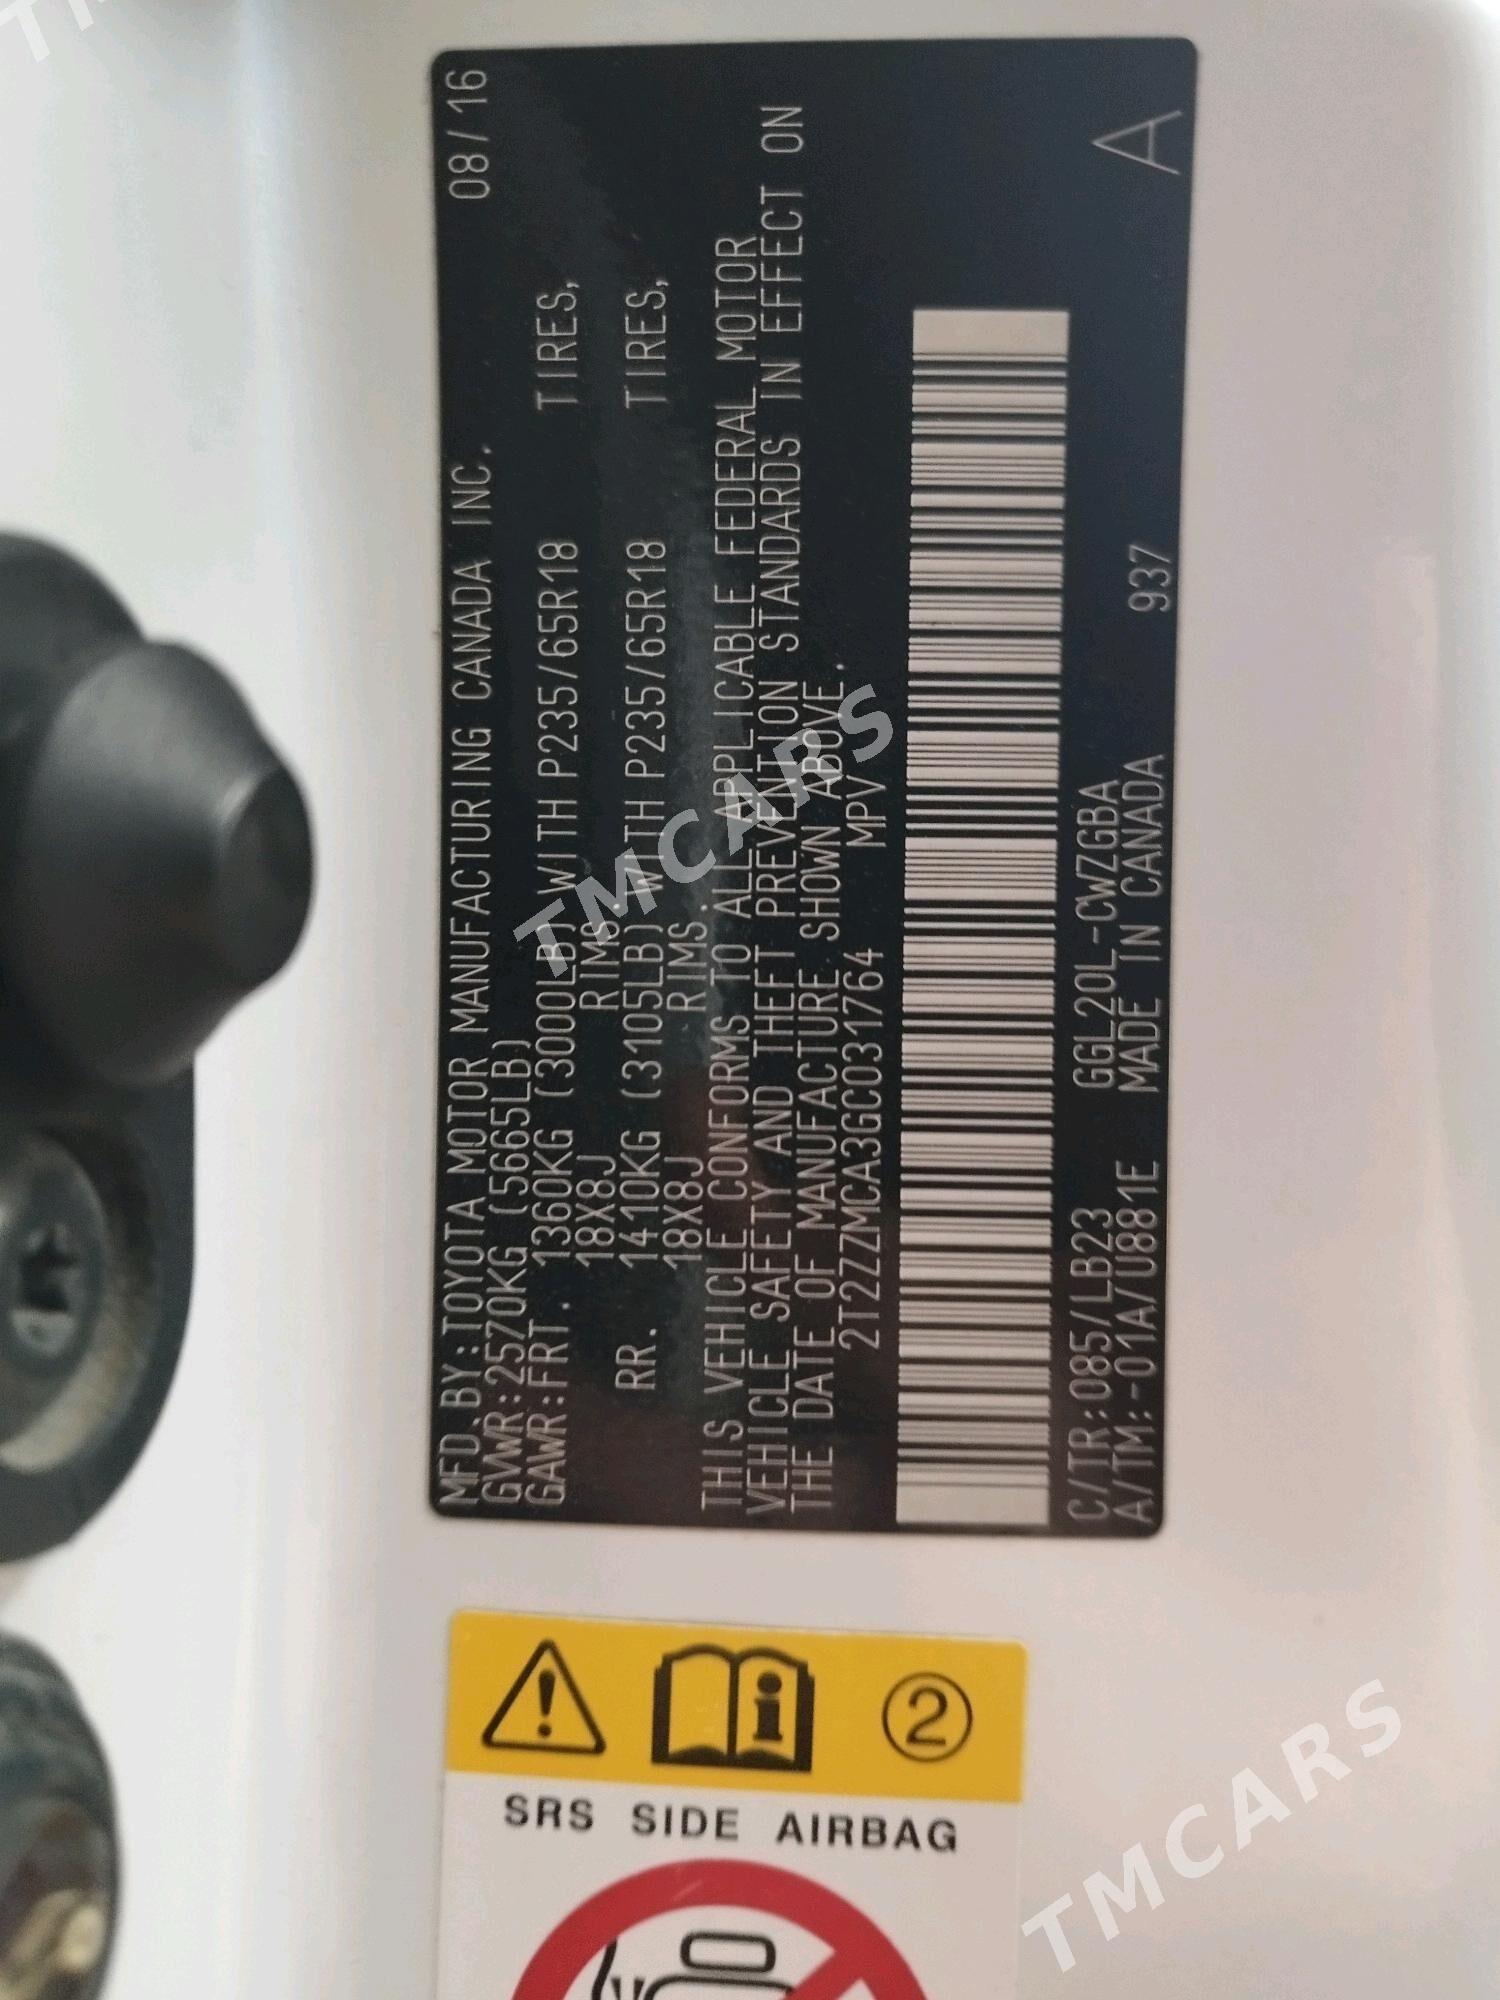 MFD.BY:TOYOTA MOTOR MANUFACTURING CANADA INC. 08/16
GVWR:2570KG (5665LB)
GAWR:FRT. 1360KG (3000LB) WITH P235/65R18 TIRES,
18X8J RIMS.
RR. 1410KG (3105LB) WITH P235/65R18 TIRES,
18X8J RIMS.
THIS VEHICLE CONFORMS TO ALL APPLICABLE FEDERAL MOTOR
VEHICLE SAFETY AND THEFT PREVENTION STANDARDS IN EFFECT ON
THE DATE OF MANUFACTURE SHOWN ABOVE.
2T2ZZMCA3GC031764 MPV
C/TR:085/LB23 GGL20L-CWZGBA
A/TM:-01A/U881E MADE IN CANADA 937 A
2
SRS SIDE AIRBAG
TMCARS
TMCARS